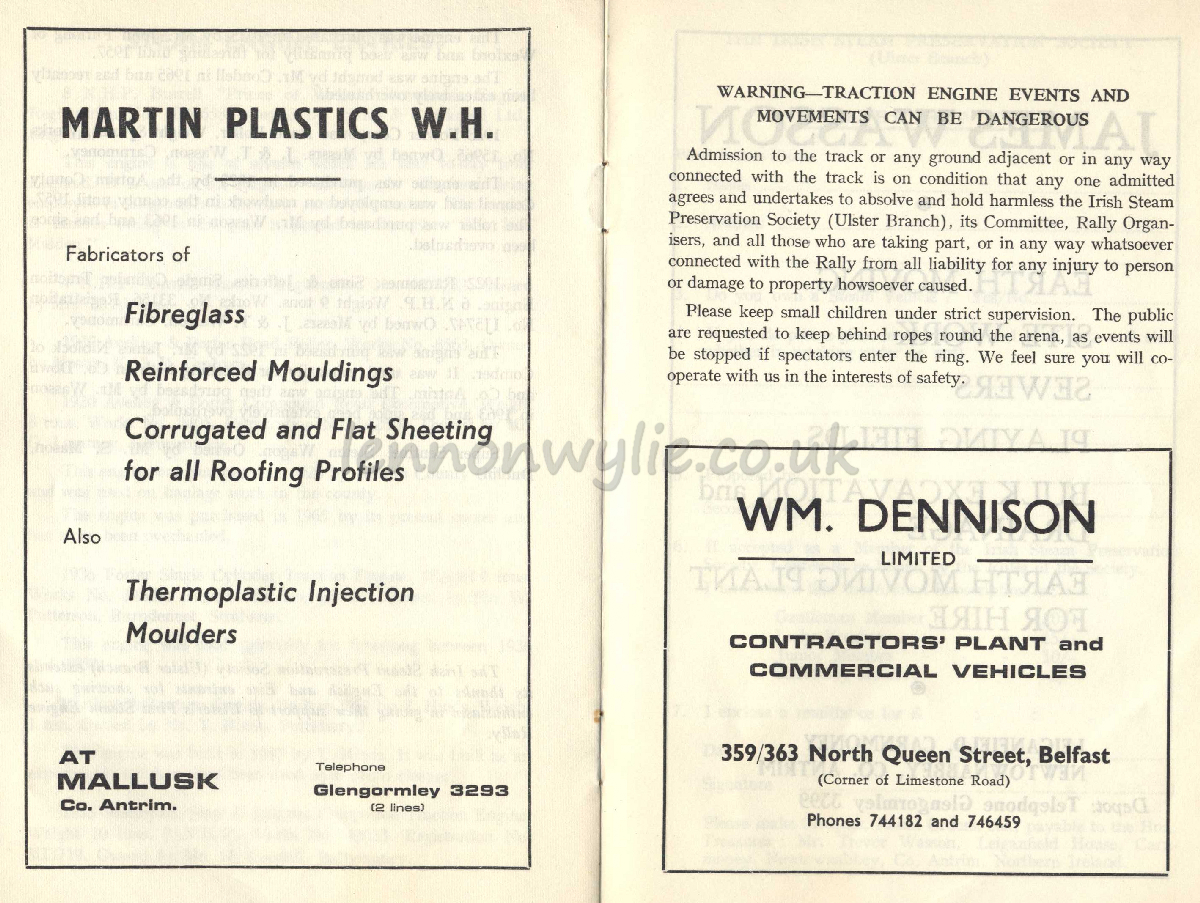 MARTIN PLASTICS W.H.
Fabricators of
Fibreglass
Reinforced Mouldings
Corrugated and Flat Sheeting
for all Roofing Profiles
Also
Thermoplastic Injection
Moulders
AT
MALLUSK
Co. Antrim.
Telephone
Glengormley 3293
(2 lines)
WARNING—TRACTION ENGINE EVENTS AND
MOVEMENTS CAN BE DANGEROUS
Admission to the track or any ground adjacent or in any way
connected with the track is on condition that any one admitted
agrees and undertakes to absolve and hold harmless the Irish Steam
Preservation Society (Ulster Branch), its Committee, Rally Organ-
isers, and all those who are taking part, or in any way whatsoever
connected with the Rally from all liability for any injury to person
or damage to property howsoever caused.
Please keep small children under strict supervision. The public
are requested to keep behind ropes round the arena, as events will
be stopped if spectators enter the ring. We feel sure you will co-
operate with us in the interests of safety.
lennonwylie.co.uk
WM. DENNISON
LIMITED
CONTRACTORS' PLANT and
COMMERCIAL VEHICLES
359/363 North Queen Street, Belfast
(Corner of Limestone Road)
Phones 744182 and 746459